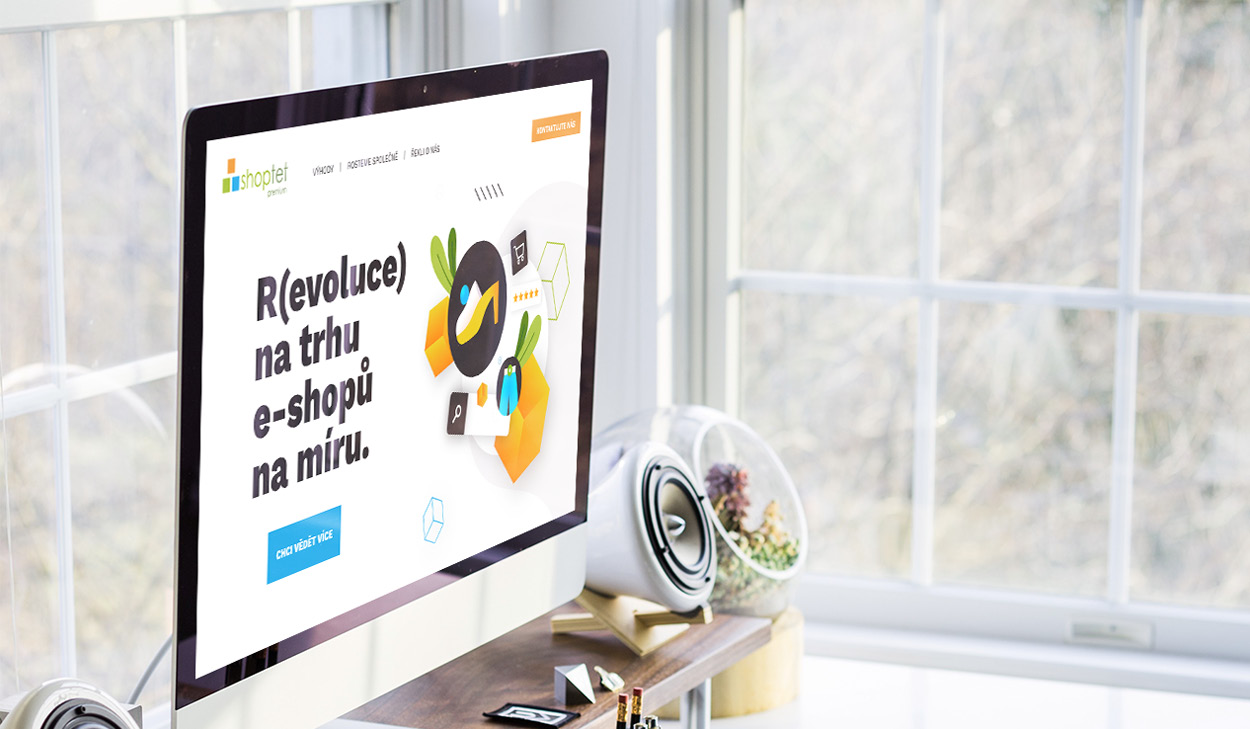 shoptet
premium
VÝHODY | ROSTEME SPOLEČNĚ | ŘEKLI O NÁS
KONTAKTUJTE NÁS
R(evoluce)
na trhu
e-shopů
na míru.
CHCI VĚDĚT VÍCE